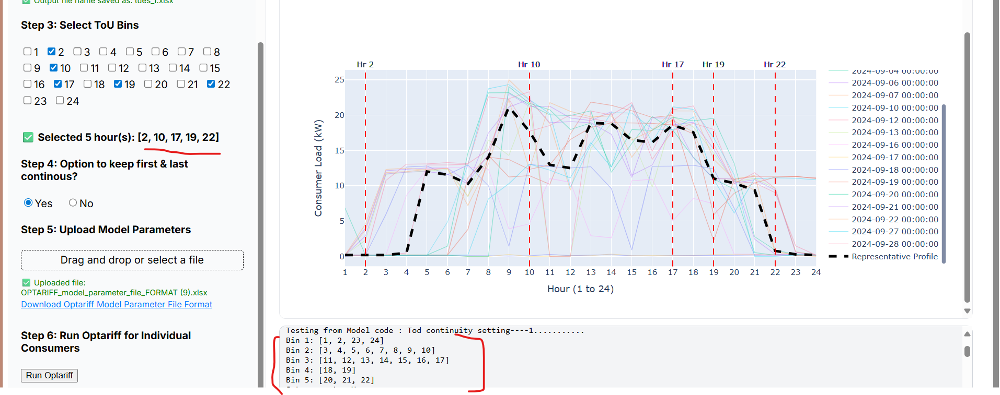 Output file name saved as: tues_r.xlsx
Step 3: Select ToU Bins
1 2 3 4 5 6 7 8
9 10 11 12 13 14 15
16 17 18 19 20 21 22
23 24
Selected 5 hour(s): [2, 10, 17, 19, 22]
Step 4: Option to keep first & last
continous?
Yes No
Step 5: Upload Model Parameters
Drag and drop or select a file
Uploaded file:
OPTARIFF_model_parameter_file_FORMAT (9).xlsx
Download Optariff Model Parameter File Format
Step 6: Run Optariff for Individual
Consumers
Run Optariff
Hr 2 Hr 10 Hr 17 Hr 19 Hr 22
25
20
15
10
5
0
Consumer Load (kW)
1 2 3 4 5 6 7 8 9 10 11 12 13 14 15 16 17 18 19 20 21 22 23 24
Hour (1 to 24)
2024-09-04 00:00:00
2024-09-06 00:00:00
2024-09-07 00:00:00
2024-09-10 00:00:00
2024-09-12 00:00:00
2024-09-13 00:00:00
2024-09-16 00:00:00
2024-09-17 00:00:00
2024-09-18 00:00:00
2024-09-19 00:00:00
2024-09-20 00:00:00
2024-09-21 00:00:00
2024-09-22 00:00:00
2024-09-27 00:00:00
2024-09-28 00:00:00
Representative Profile
Testing from Model code : Tod continuity setting----1...........
Bin 1: [1, 2, 23, 24]
Bin 2: [3, 4, 5, 6, 7, 8, 9, 10]
Bin 3: [11, 12, 13, 14, 15, 16, 17]
Bin 4: [18, 19]
Bin 5: [20, 21, 22]